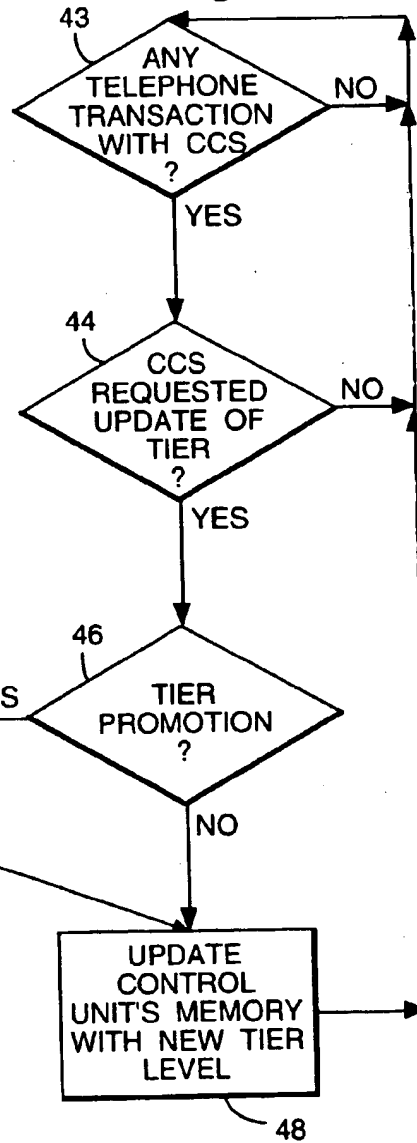 43
ANY
TELEPHONE
TRANSACTION
WITH CCS
?
NO
YES
44
CCS
REQUESTED
UPDATE OF
TIER
?
NO
YES
46
S
TIER
PROMOTION
?
NO
UPDATE
CONTROL
UNIT'S MEMORY
WITH NEW TIER
LEVEL
48